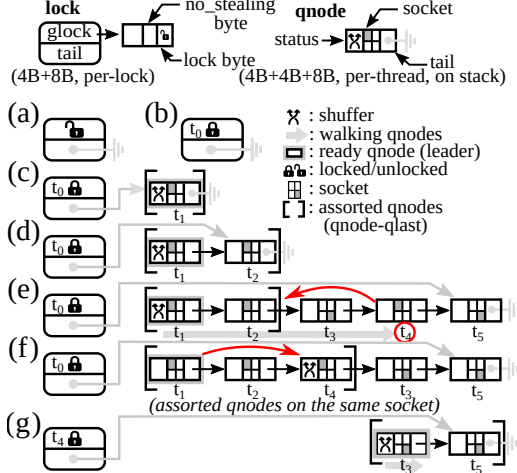 lock
no_stealing
byte
qnode
socket
glock
tail
lock byte
(4B+8B, per-lock)
status
tail
(4B+4B+8B, per-thread, on stack)
(a)
(b)
t0
: shuffer
: walking qnodes
: ready qnode (leader)
: locked/unlocked
: socket
: assorted qnodes
(qnode-qlast)
(c)
t0
t1
(d)
t0
t1 t2
(e)
t0
t1 t2 t3 t4 t5
(f)
t0
t1 t2 t4 t3 t5
(assorted qnodes on the same socket)
(g)
t4
t3 t5